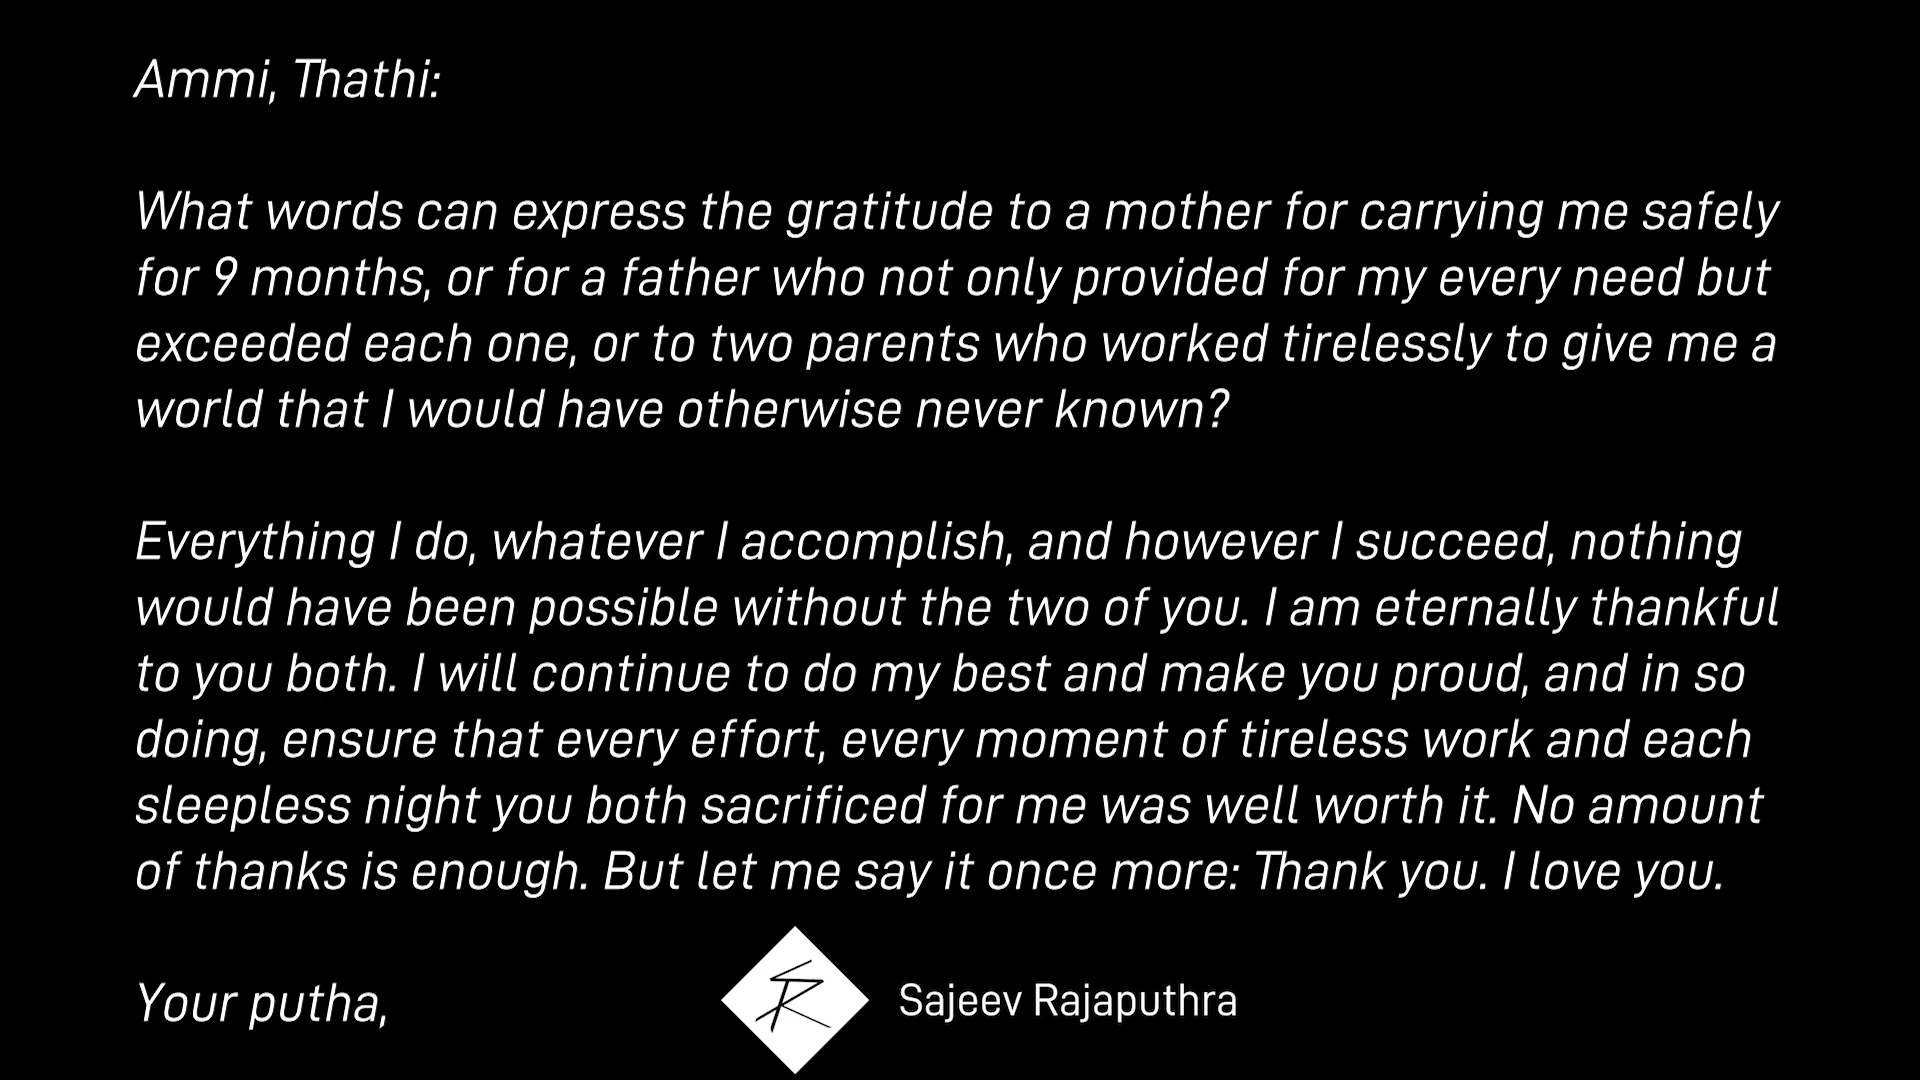 Ammi, Thathi:
What words can express the gratitude to a mother for carrying me safely
for 9 months, or for a father who not only provided for my every need but
exceeded each one, or to two parents who worked tirelessly to give me a
world that I would have otherwise never known?
Everything I do, whatever I accomplish, and however I succeed, nothing
would have been possible without the two of you. I am eternally thankful
to you both. I will continue to do my best and make you proud, and in so
doing, ensure that every effort, every moment of tireless work and each
sleepless night you both sacrificed for me was well worth it. No amount
of thanks is enough. But let me say it once more: Thank you. I love you.
Your putha,
SR
Sajeev Rajaputhra